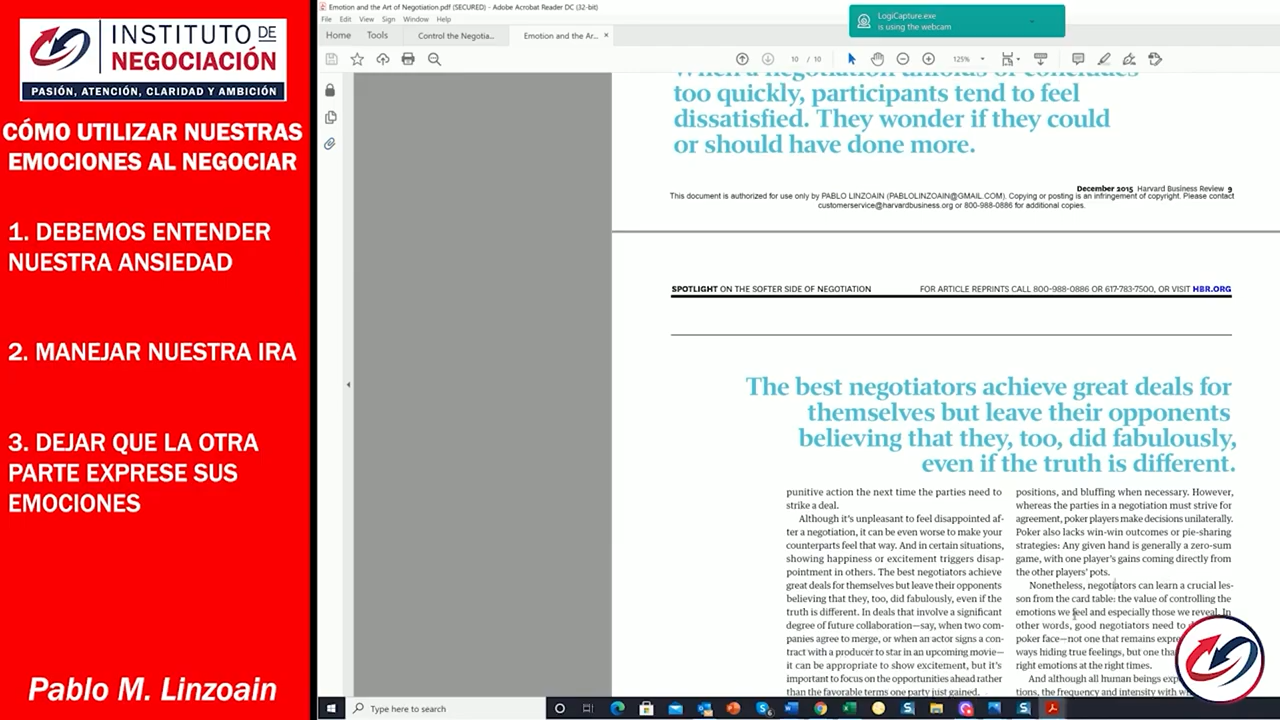 INSTITUTO DE
NEGOCIACIÓN
PASIÓN, ATENCIÓN, CLARIDAD Y AMBICIÓN
CÓMO UTILIZAR NUESTRAS
EMOCIONES AL NEGOCIAR
1. DEBEMOS ENTENDER
NUESTRA ANSIEDAD
2. MANEJAR NUESTRA IRA
3. DEJAR QUE LA OTRA
PARTE EXPRESE SUS
EMOCIONES
Pablo M. Linzoain
Emotion and the Art of Negotiation.pdf (SECURED) - Adobe Acrobat Reader DC (32-bit)
File Edit View Sign Window Help
Home Tools Control the Negotia... Emotion and the Ar... ×
LogiCapture.exe
is using the webcam
10 / 10 125%
When a negotiation unfolds or concludes
too quickly, participants tend to feel
dissatisfied. They wonder if they could
or should have done more.
December 2015 Harvard Business Review 9
This document is authorized for use only by PABLO LINZOAIN (PABLOLINZOAIN@GMAIL.COM). Copying or posting is an infringement of copyright. Please contact
customerservice@harvardbusiness.org or 800-988-0886 for additional copies.
SPOTLIGHT ON THE SOFTER SIDE OF NEGOTIATION FOR ARTICLE REPRINTS CALL 800-988-0886 OR 617-783-7500, OR VISIT HBR.ORG
The best negotiators achieve great deals for
themselves but leave their opponents
believing that they, too, did fabulously,
even if the truth is different.
punitive action the next time the parties need to
strike a deal.
Although it's unpleasant to feel disappointed af-
ter a negotiation, it can be even worse to make your
counterparts feel that way. And in certain situations,
showing happiness or excitement triggers disap-
pointment in others. The best negotiators achieve
great deals for themselves but leave their opponents
believing that they, too, did fabulously, even if the
truth is different. In deals that involve a significant
degree of future collaboration—say, when two com-
panies agree to merge, or when an actor signs a con-
tract with a producer to star in an upcoming movie—
it can be appropriate to show excitement, but it's
important to focus on the opportunities ahead rather
than the favorable terms one party just gained.
positions, and bluffing when necessary. However,
whereas the parties in a negotiation must strive for
agreement, poker players make decisions unilaterally.
Poker also lacks win-win outcomes or pie-sharing
strategies: Any given hand is generally a zero-sum
game, with one player's gains coming directly from
the other players' pots.
Nonetheless, negotiators can learn a crucial les-
son from the card table: the value of controlling the
emotions we feel and especially those we reveal. In
other words, good negotiators need to
poker face—not one that remains
ways hiding true feelings, but one
right emotions at the right times.
And although all human beings
tions, the frequency and intensity with
Type here to search